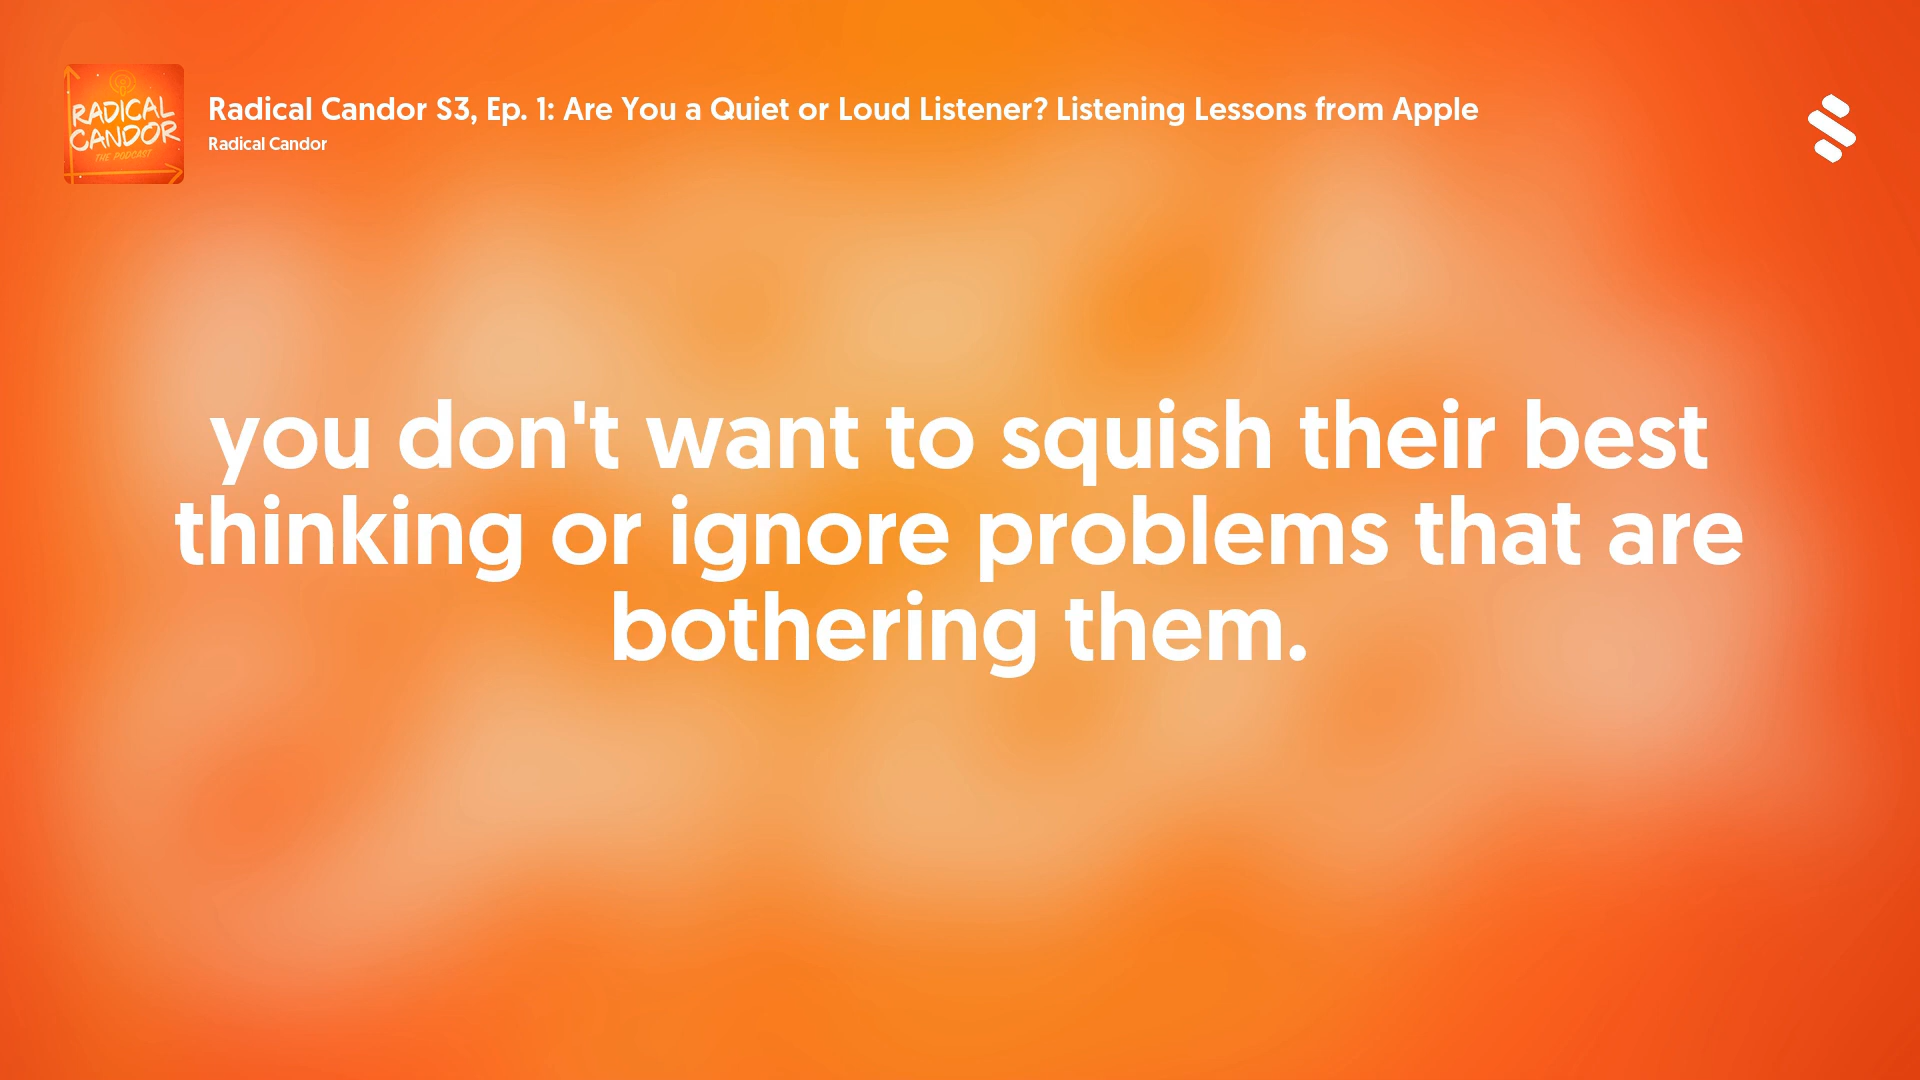 RADICAL
CANDOR
THE PODCAST
Radical Candor S3, Ep. 1: Are You a Quiet or Loud Listener? Listening Lessons from Apple
Radical Candor
you don't want to squish their best
thinking or ignore problems that are
bothering them.